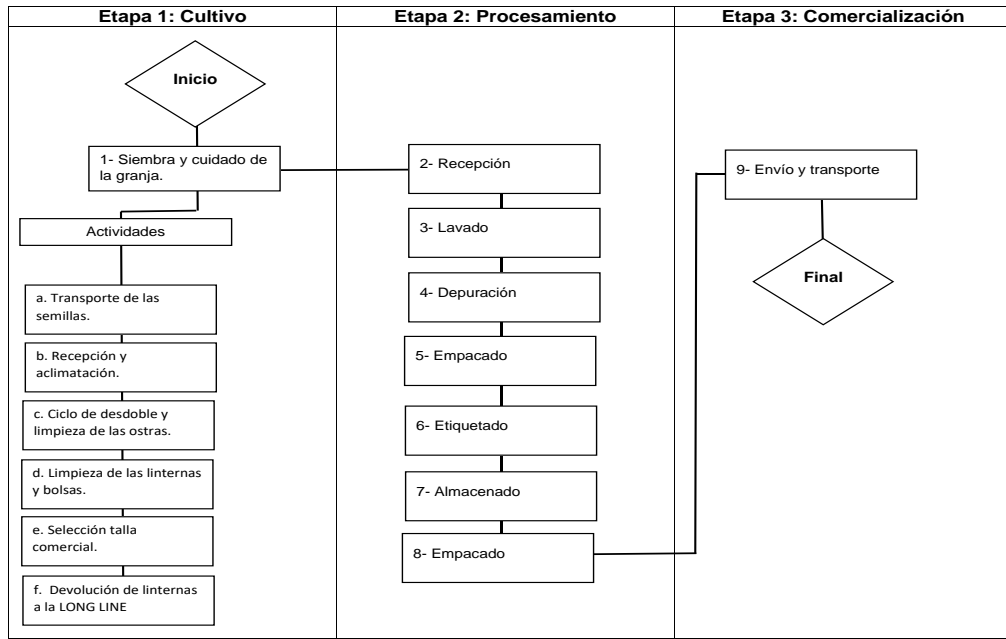 Etapa 1: Cultivo
Etapa 2: Procesamiento
Etapa 3: Comercialización
Inicio
1- Siembra y cuidado de
la granja.
Actividades
a. Transporte de las
semillas.
b. Recepción y
aclimatación.
c. Ciclo de desdoble y
limpieza de las ostras.
d. Limpieza de las linternas
y bolsas.
e. Selección talla
comercial.
f. Devolución de linternas
a la LONG LINE
2- Recepción
3- Lavado
4- Depuración
5- Empacado
6- Etiquetado
7- Almacenado
8- Empacado
9- Envío y transporte
Final